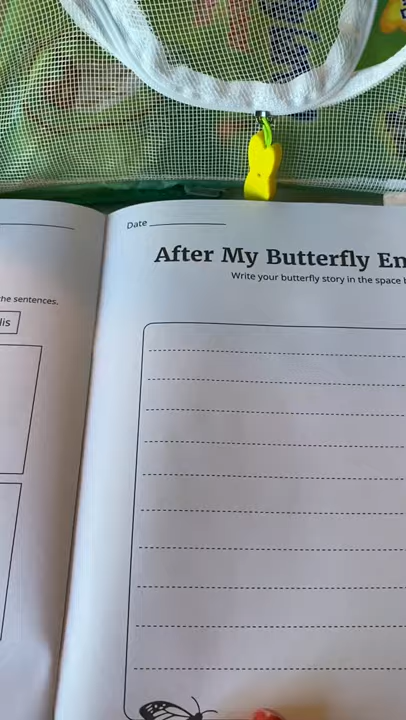 Date
After My Butterfly En
Write your butterfly story in the space
he sentences.
lis